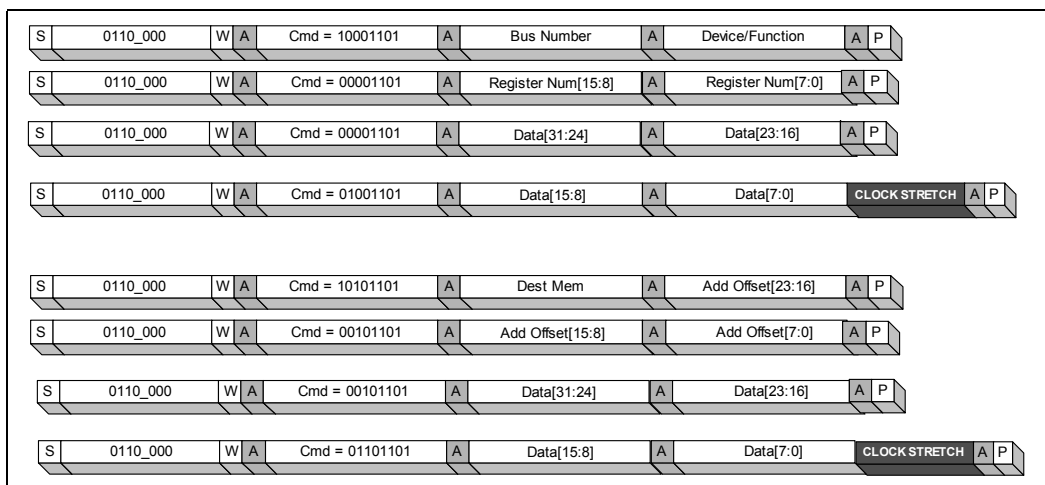 S 0110_000 W A Cmd = 10001101 A Bus Number A Device/Function A P
S 0110_000 W A Cmd = 00001101 A Register Num[15:8] A Register Num[7:0] A P
S 0110_000 W A Cmd = 00001101 A Data[31:24] A Data[23:16] A P
S 0110_000 W A Cmd = 01001101 A Data[15:8] A Data[7:0] CLOCK STRETCH A P
S 0110_000 W A Cmd = 10101101 A Dest Mem A Add Offset[23:16] A P
S 0110_000 W A Cmd = 00101101 A Add Offset[15:8] A Add Offset[7:0] A P
S 0110_000 W A Cmd = 00101101 A Data[31:24] A Data[23:16] A P
S 0110_000 W A Cmd = 01101101 A Data[15:8] A Data[7:0] CLOCK STRETCH A P